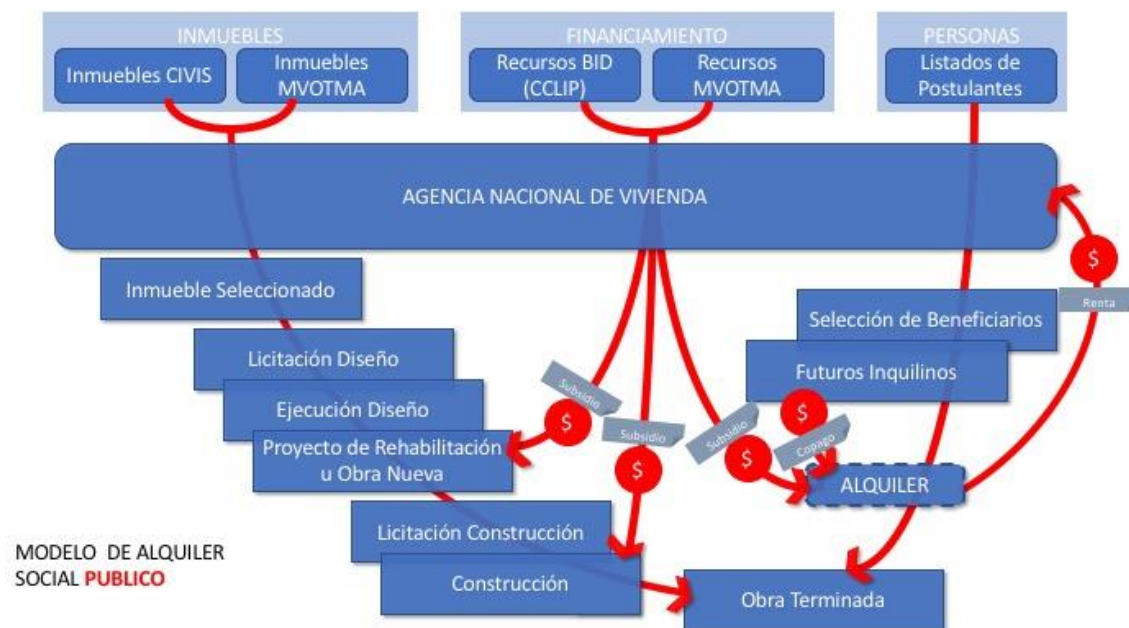 INMUEBLES
Inmuebles CIVIS
Inmuebles
MVOTMA
FINANCIAMIENTO
Recursos BID
(CCLIP)
Recursos
MVOTMA
PERSONAS
Listados de
Postulantes
AGENCIA NACIONAL DE VIVIENDA
$
Renta
Inmueble Seleccionado
Selección de Beneficiarios
Licitación Diseño
Futuros Inquilinos
Ejecución Diseño
Subsidio
$
Subsidio
$
Subsidio
$
$
Copago
Proyecto de Rehabilitación
u Obra Nueva
ALQUILER
Licitación Construcción
Construcción
Obra Terminada
MODELO DE ALQUILER
SOCIAL PUBLICO